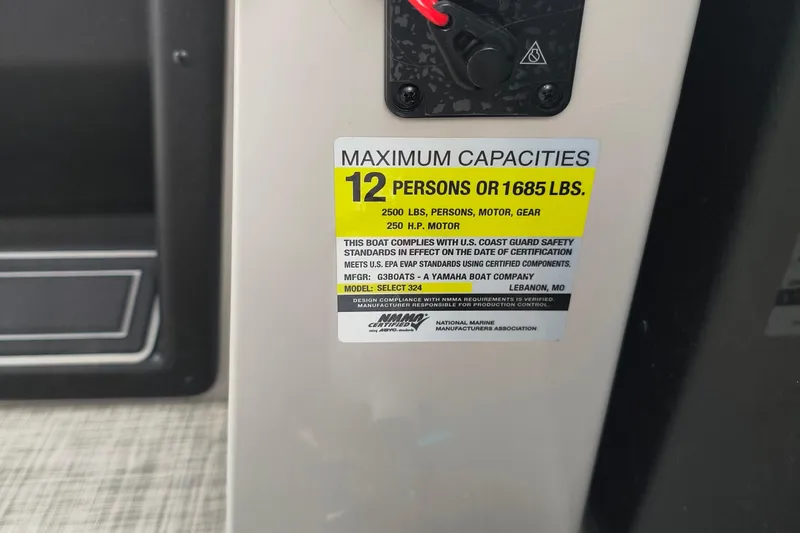 MAXIMUM CAPACITIES
12 PERSONS OR 1685 LBS.
2500 LBS, PERSONS, MOTOR, GEAR
250 H.P. MOTOR
THIS BOAT COMPLIES WITH U.S. COAST GUARD SAFETY
STANDARDS IN EFFECT ON THE DATE OF CERTIFICATION
MEETS U.S. EPA EVAP STANDARDS USING CERTIFIED COMPONENTS.
MFGR: G3BOATS - A YAMAHA BOAT COMPANY
MODEL: SELECT 324 LEBANON, MO
DESIGN COMPLIANCE WITH NMMA REQUIREMENTS IS VERIFIED.
MANUFACTURER RESPONSIBLE FOR PRODUCTION CONTROL.
NMMA
CERTIFIED
using ABYC standards
NATIONAL MARINE
MANUFACTURERS ASSOCIATION